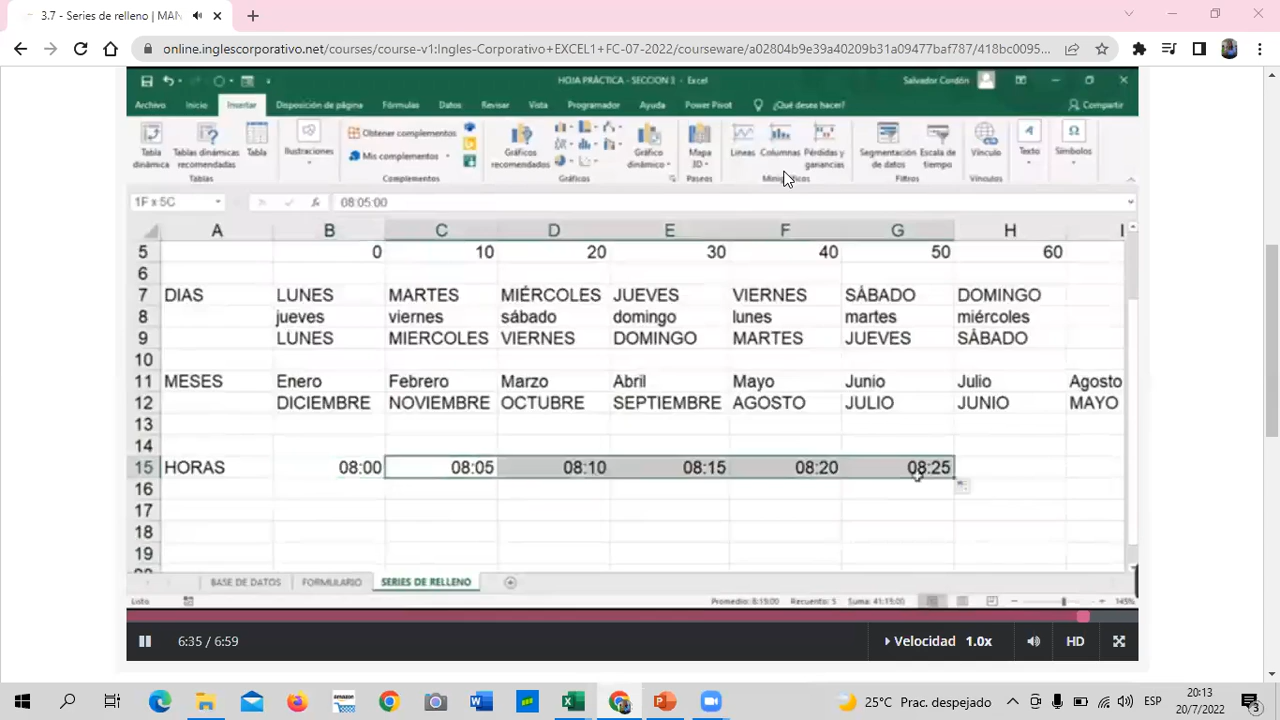 3.7 - Series de relleno | MAN
online.inglescorporativo.net/courses/course-v1:Ingles-Corporativo+EXCEL1+FC-07-2022/courseware/a02804b9e39a40209b31a09477baf787/418bc0095...
HOJA PRÁCTICA - SECCION 3 - Excel
Salvador Cordón
Archivo Inicio Insertar Disposición de página Fórmulas Datos Revisar Vista Programador Ayuda Power Pivot ¿Qué desea hacer? Compartir
Tabla dinámica
Tablas dinámicas recomendadas
Tabla
Ilustraciones
Obtener complementos
Mis complementos
Gráficos recomendados
Gráfico dinámico
Mapa 3D
Líneas Columnas Pérdidas y ganancias
Segmentación de datos
Escala de tiempo
Vínculo
Texto
Símbolos
Tablas Complementos Gráficos Paseos Filtros Vínculos
1F x 5C fx 08:05:00
A B C D E F G H I
5 0 10 20 30 40 50 60
6
7 DIAS LUNES MARTES MIÉRCOLES JUEVES VIERNES SÁBADO DOMINGO
8 jueves viernes sábado domingo lunes martes miércoles
9 LUNES MIERCOLES VIERNES DOMINGO MARTES JUEVES SÁBADO
10
11 MESES Enero Febrero Marzo Abril Mayo Junio Julio Agosto
12 DICIEMBRE NOVIEMBRE OCTUBRE SEPTIEMBRE AGOSTO JULIO JUNIO MAYO
13
14
15 HORAS 08:00 08:05 08:10 08:15 08:20 08:25
16
17
18
19
BASE DE DATOS FORMULARIO SERIES DE RELLENO
Listo Promedio: 8:15:00 Recuento: 5 Suma: 41:15:00 145%
6:35 / 6:59 Velocidad 1.0x HD
25°C Prac. despejado ESP 20:13
20/7/2022 3